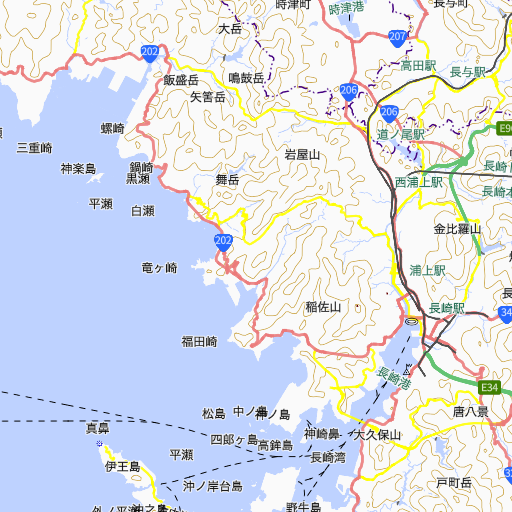 時津町
時津港
長与町
大岳
207
高田駅
202
飯盛岳
鳴鼓岳
長与駅
矢筈岳
206
206
螺崎
道ノ尾駅
三重崎
岩屋山
鍋崎
神楽島
黒瀬
舞岳
西浦上駅
平瀬
白瀬
金比羅山
202
竜ヶ崎
浦上駅
稲佐山
長崎駅
福田崎
長崎港
E34
松島
中ノ島
唐八景
真鼻
四郎ヶ島
神崎鼻
大久保山
高鉾島
平瀬
長崎湾
伊王島
戸町岳
沖ノ岸台島
野牛島